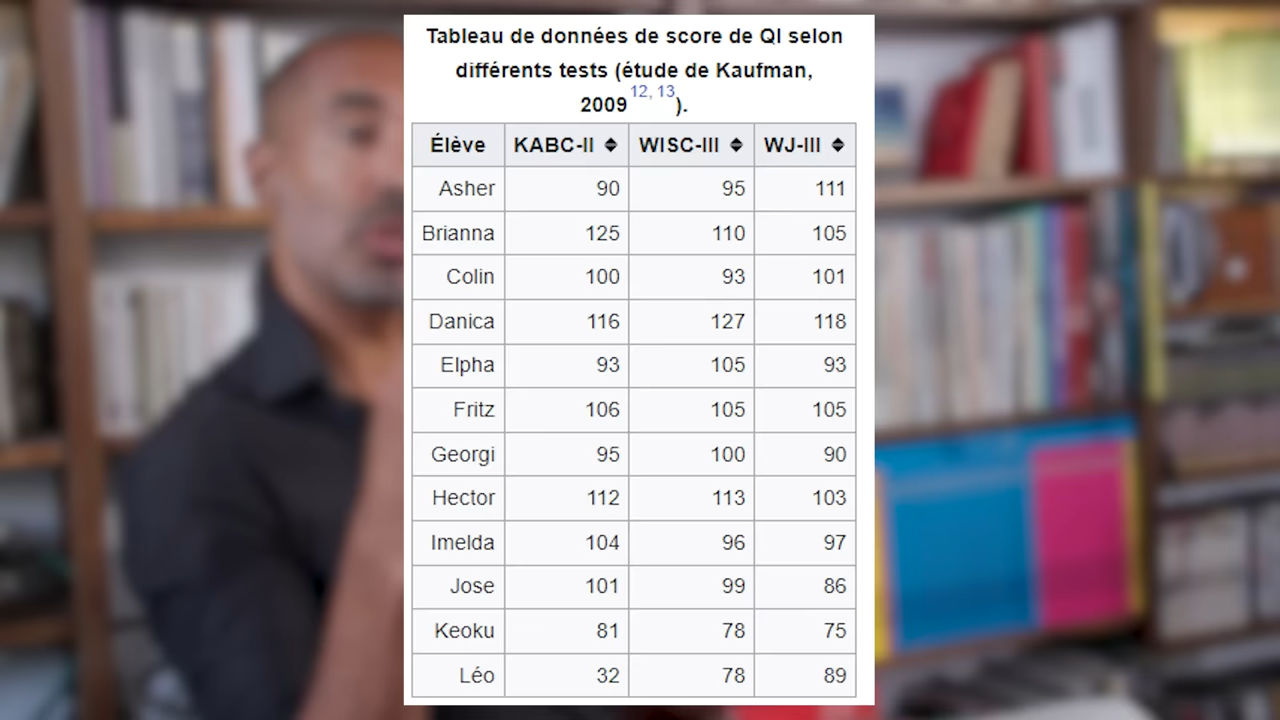 Tableau de données de score de QI selon
différents tests (étude de Kaufman,
2009 12, 13).
Élève KABC-II WISC-III WJ-III
Asher 90 95 111
Brianna 125 110 105
Colin 100 93 101
Danica 116 127 118
Elpha 93 105 93
Fritz 106 105 105
Georgi 95 100 90
Hector 112 113 103
Imelda 104 96 97
Jose 101 99 86
Keoku 81 78 75
Léo 32 78 89